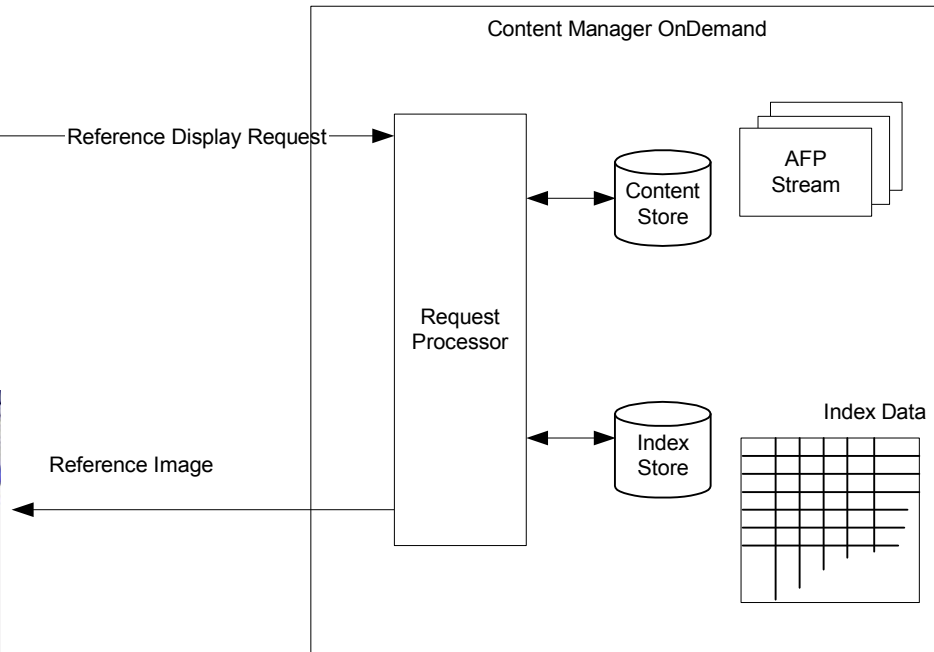 Content Manager OnDemand
Reference Display Request
AFP
Stream
Content
Store
Request
Processor
Index Data
Index
Store
Reference Image